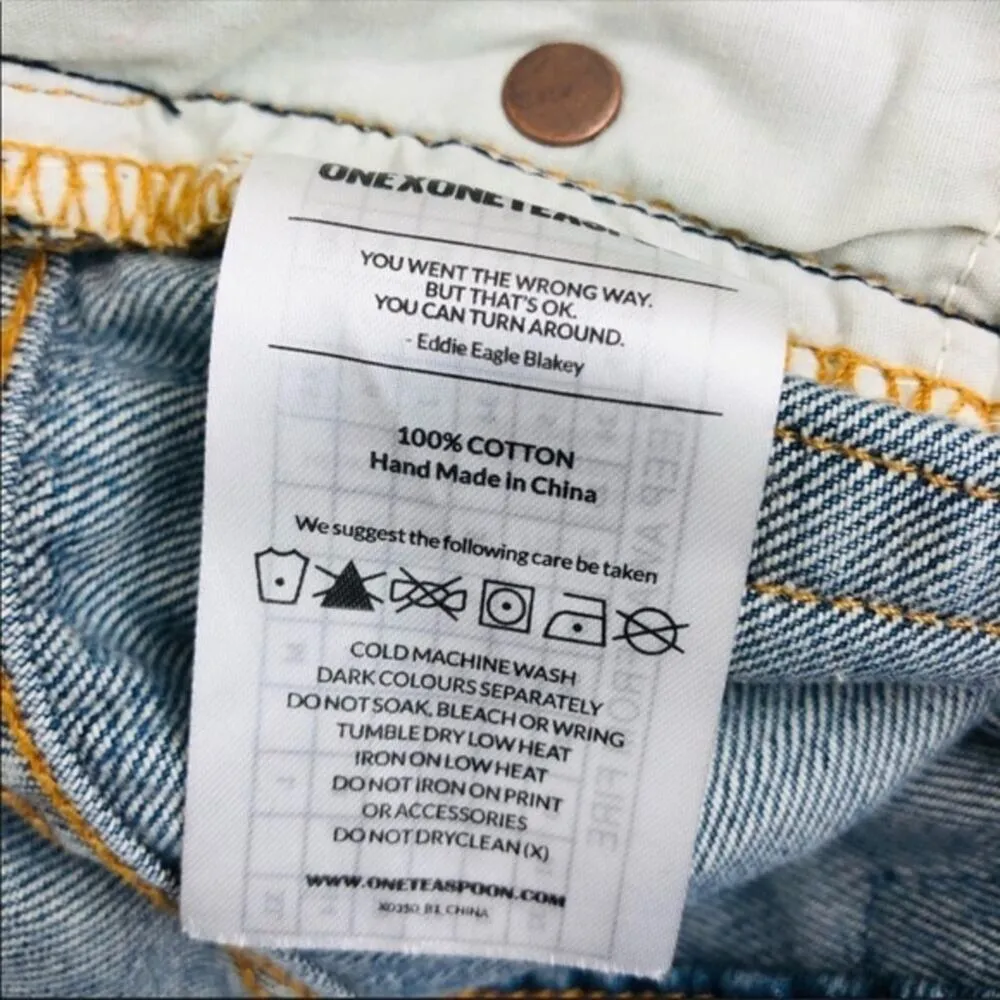 ONEXONETEAS
YOU WENT THE WRONG WAY.
BUT THAT'S OK.
YOU CAN TURN AROUND.
- Eddie Eagle Blakey
100% COTTON
Hand Made in China
We suggest the following care be taken
COLD MACHINE WASH
DARK COLOURS SEPARATELY
DO NOT SOAK, BLEACH OR WRING
TUMBLE DRY LOW HEAT
IRON ON LOW HEAT
DO NOT IRON ON PRINT
OR ACCESSORIES
DO NOT DRYCLEAN (X)
WWW.ONETEASPOON.COM
XO350_B1_CHINA